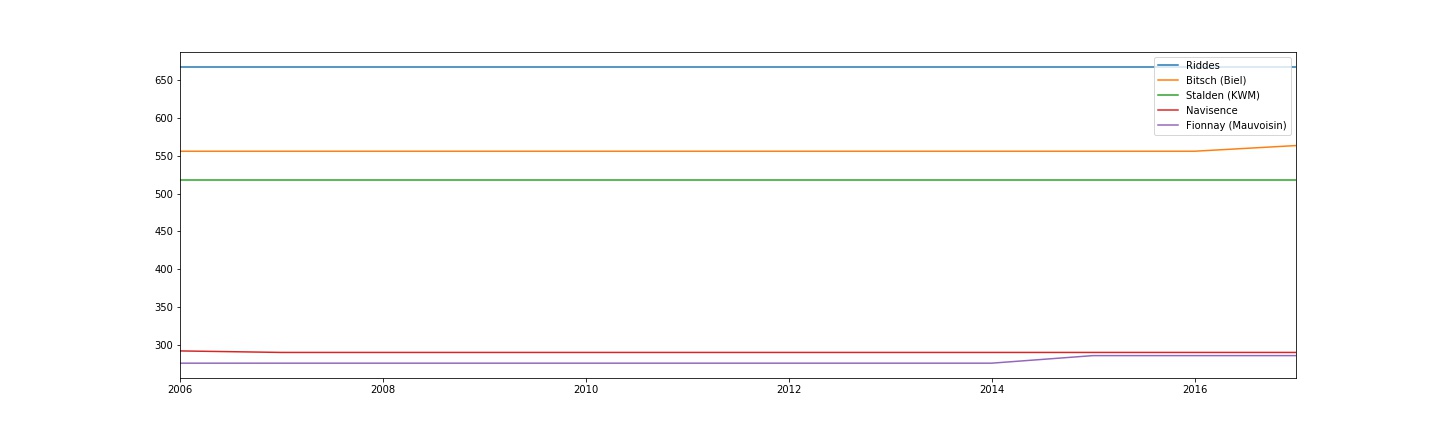 Riddes
Bitsch (Biel)
Stalden (KWM)
Navisence
Fionnay (Mauvoisin)
650
600
550
500
450
400
350
300
2006 2008 2010 2012 2014 2016